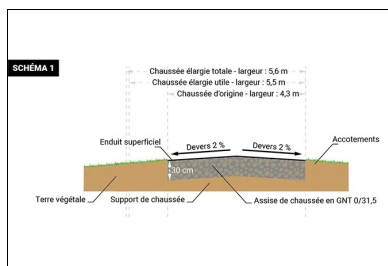 SCHÉMA 1
Chaussée élargie totale - largeur : 5,6 m
Chaussée élargie utile - largeur : 5,5 m
Chaussée d'origine - largeur : 4,3 m
Enduit superficiel
Devers 2 %
Devers 2 %
Accotements
30 cm
Terre végétale
Support de chaussée
Assise de chaussée en GNT 0/31,5